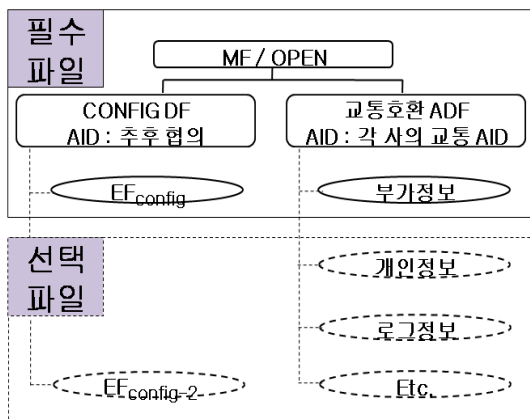 필수
파일
MF / OPEN
CONFIG DF
AID : 추후 협의
교통호환 ADF
AID : 각 사의 교통 AID
EFconfig
부가정보
선택
파일
개인정보
로그정보
EFconfig-2
Etc.